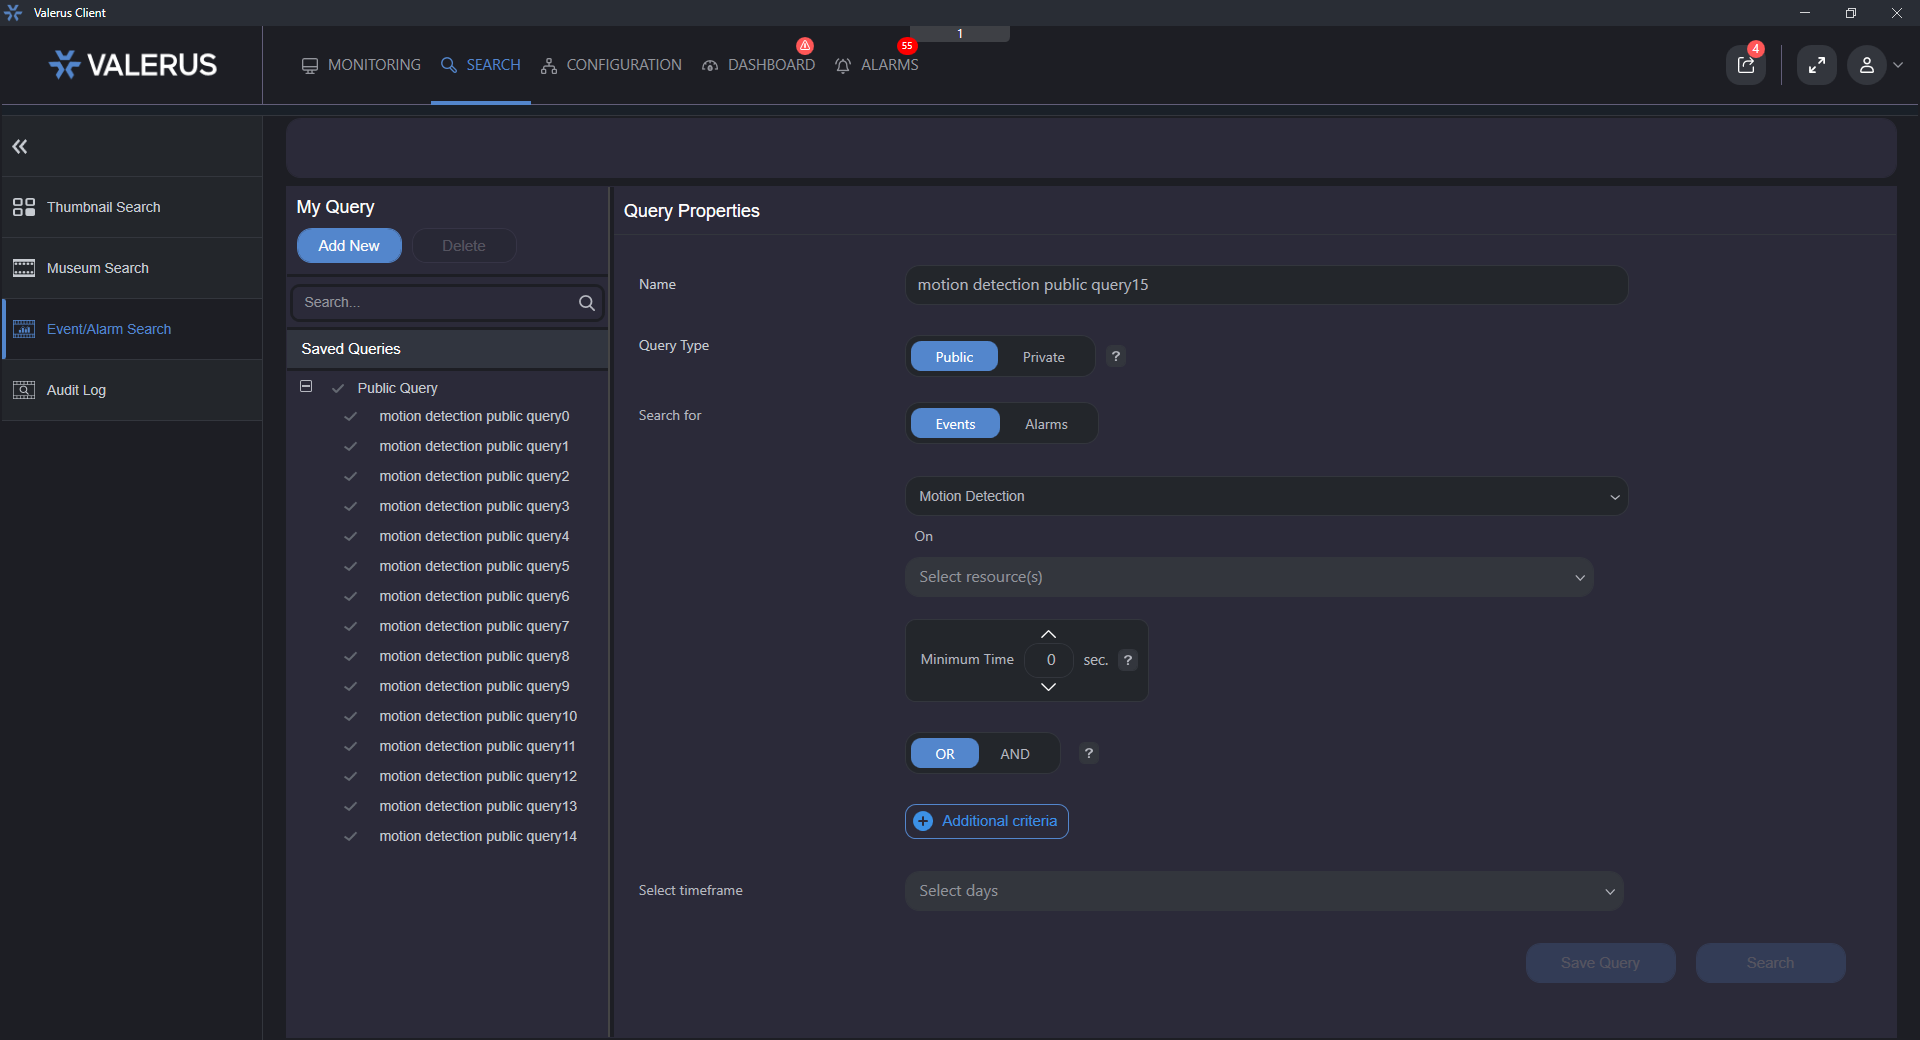 Valerus Client
VALERUS
MONITORING
SEARCH
CONFIGURATION
DASHBOARD
55
ALARMS
1
4
Thumbnail Search
Museum Search
Event/Alarm Search
Audit Log
My Query
Add New
Delete
Search...
Saved Queries
Public Query
motion detection public query0
motion detection public query1
motion detection public query2
motion detection public query3
motion detection public query4
motion detection public query5
motion detection public query6
motion detection public query7
motion detection public query8
motion detection public query9
motion detection public query10
motion detection public query11
motion detection public query12
motion detection public query13
motion detection public query14
Query Properties
Name
motion detection public query15
Query Type
Public
Private
?
Search for
Events
Alarms
Motion Detection
On
Select resource(s)
Minimum Time
0
sec.
?
OR
AND
?
Additional criteria
Select timeframe
Select days
Save Query
Search